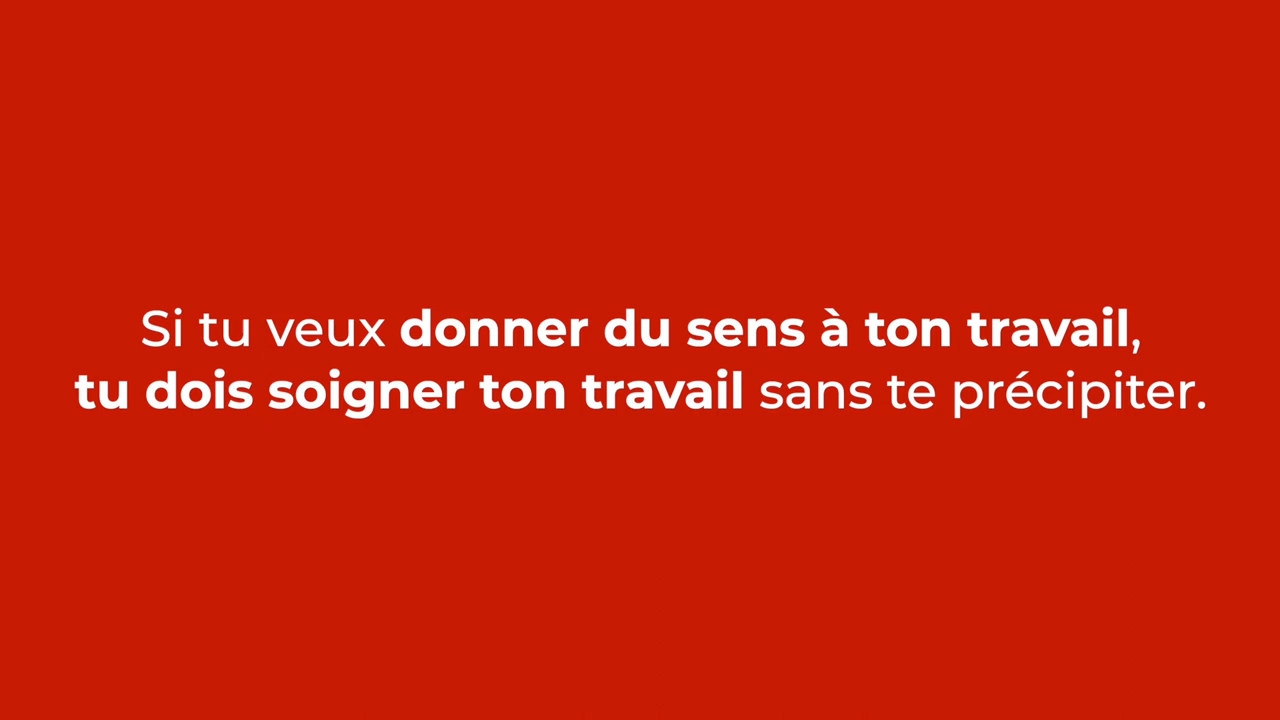 Si tu veux donner du sens à ton travail,
tu dois soigner ton travail sans te précipiter.